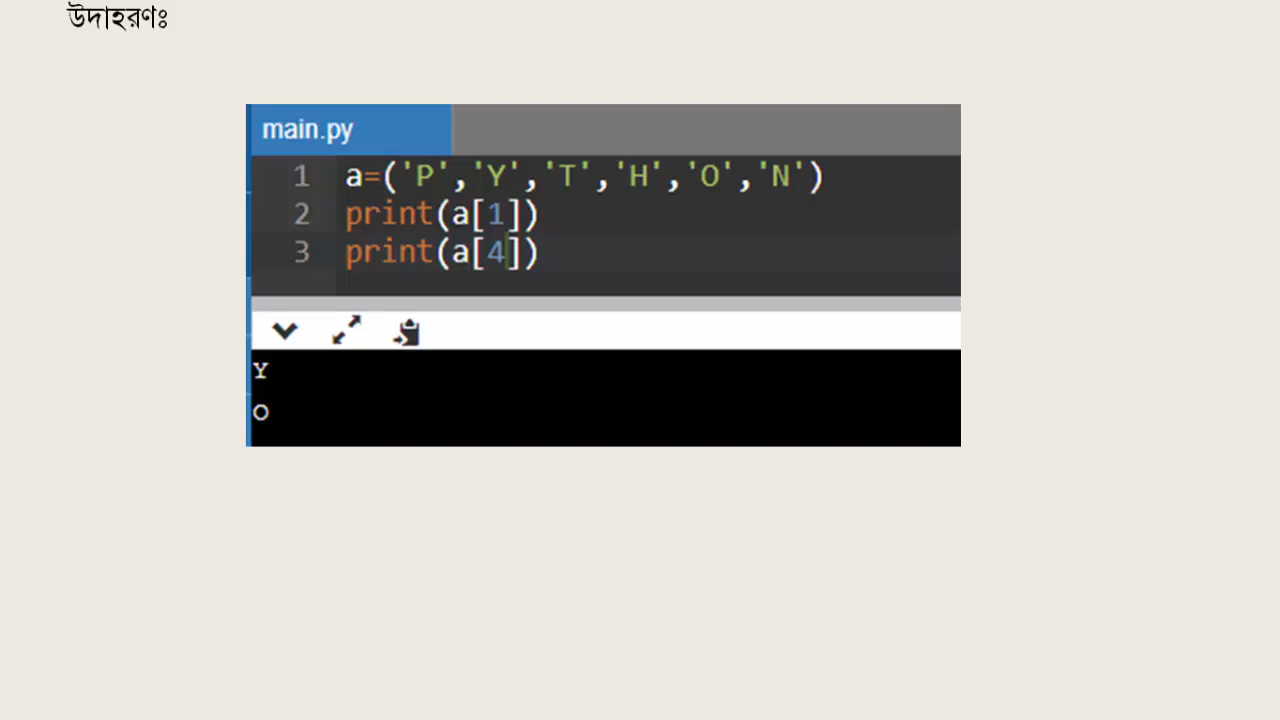 উদাহরণঃ
main.py
1 a=('P','Y','T','H','O','N')
2 print(a[1])
3 print(a[4])
Y
O